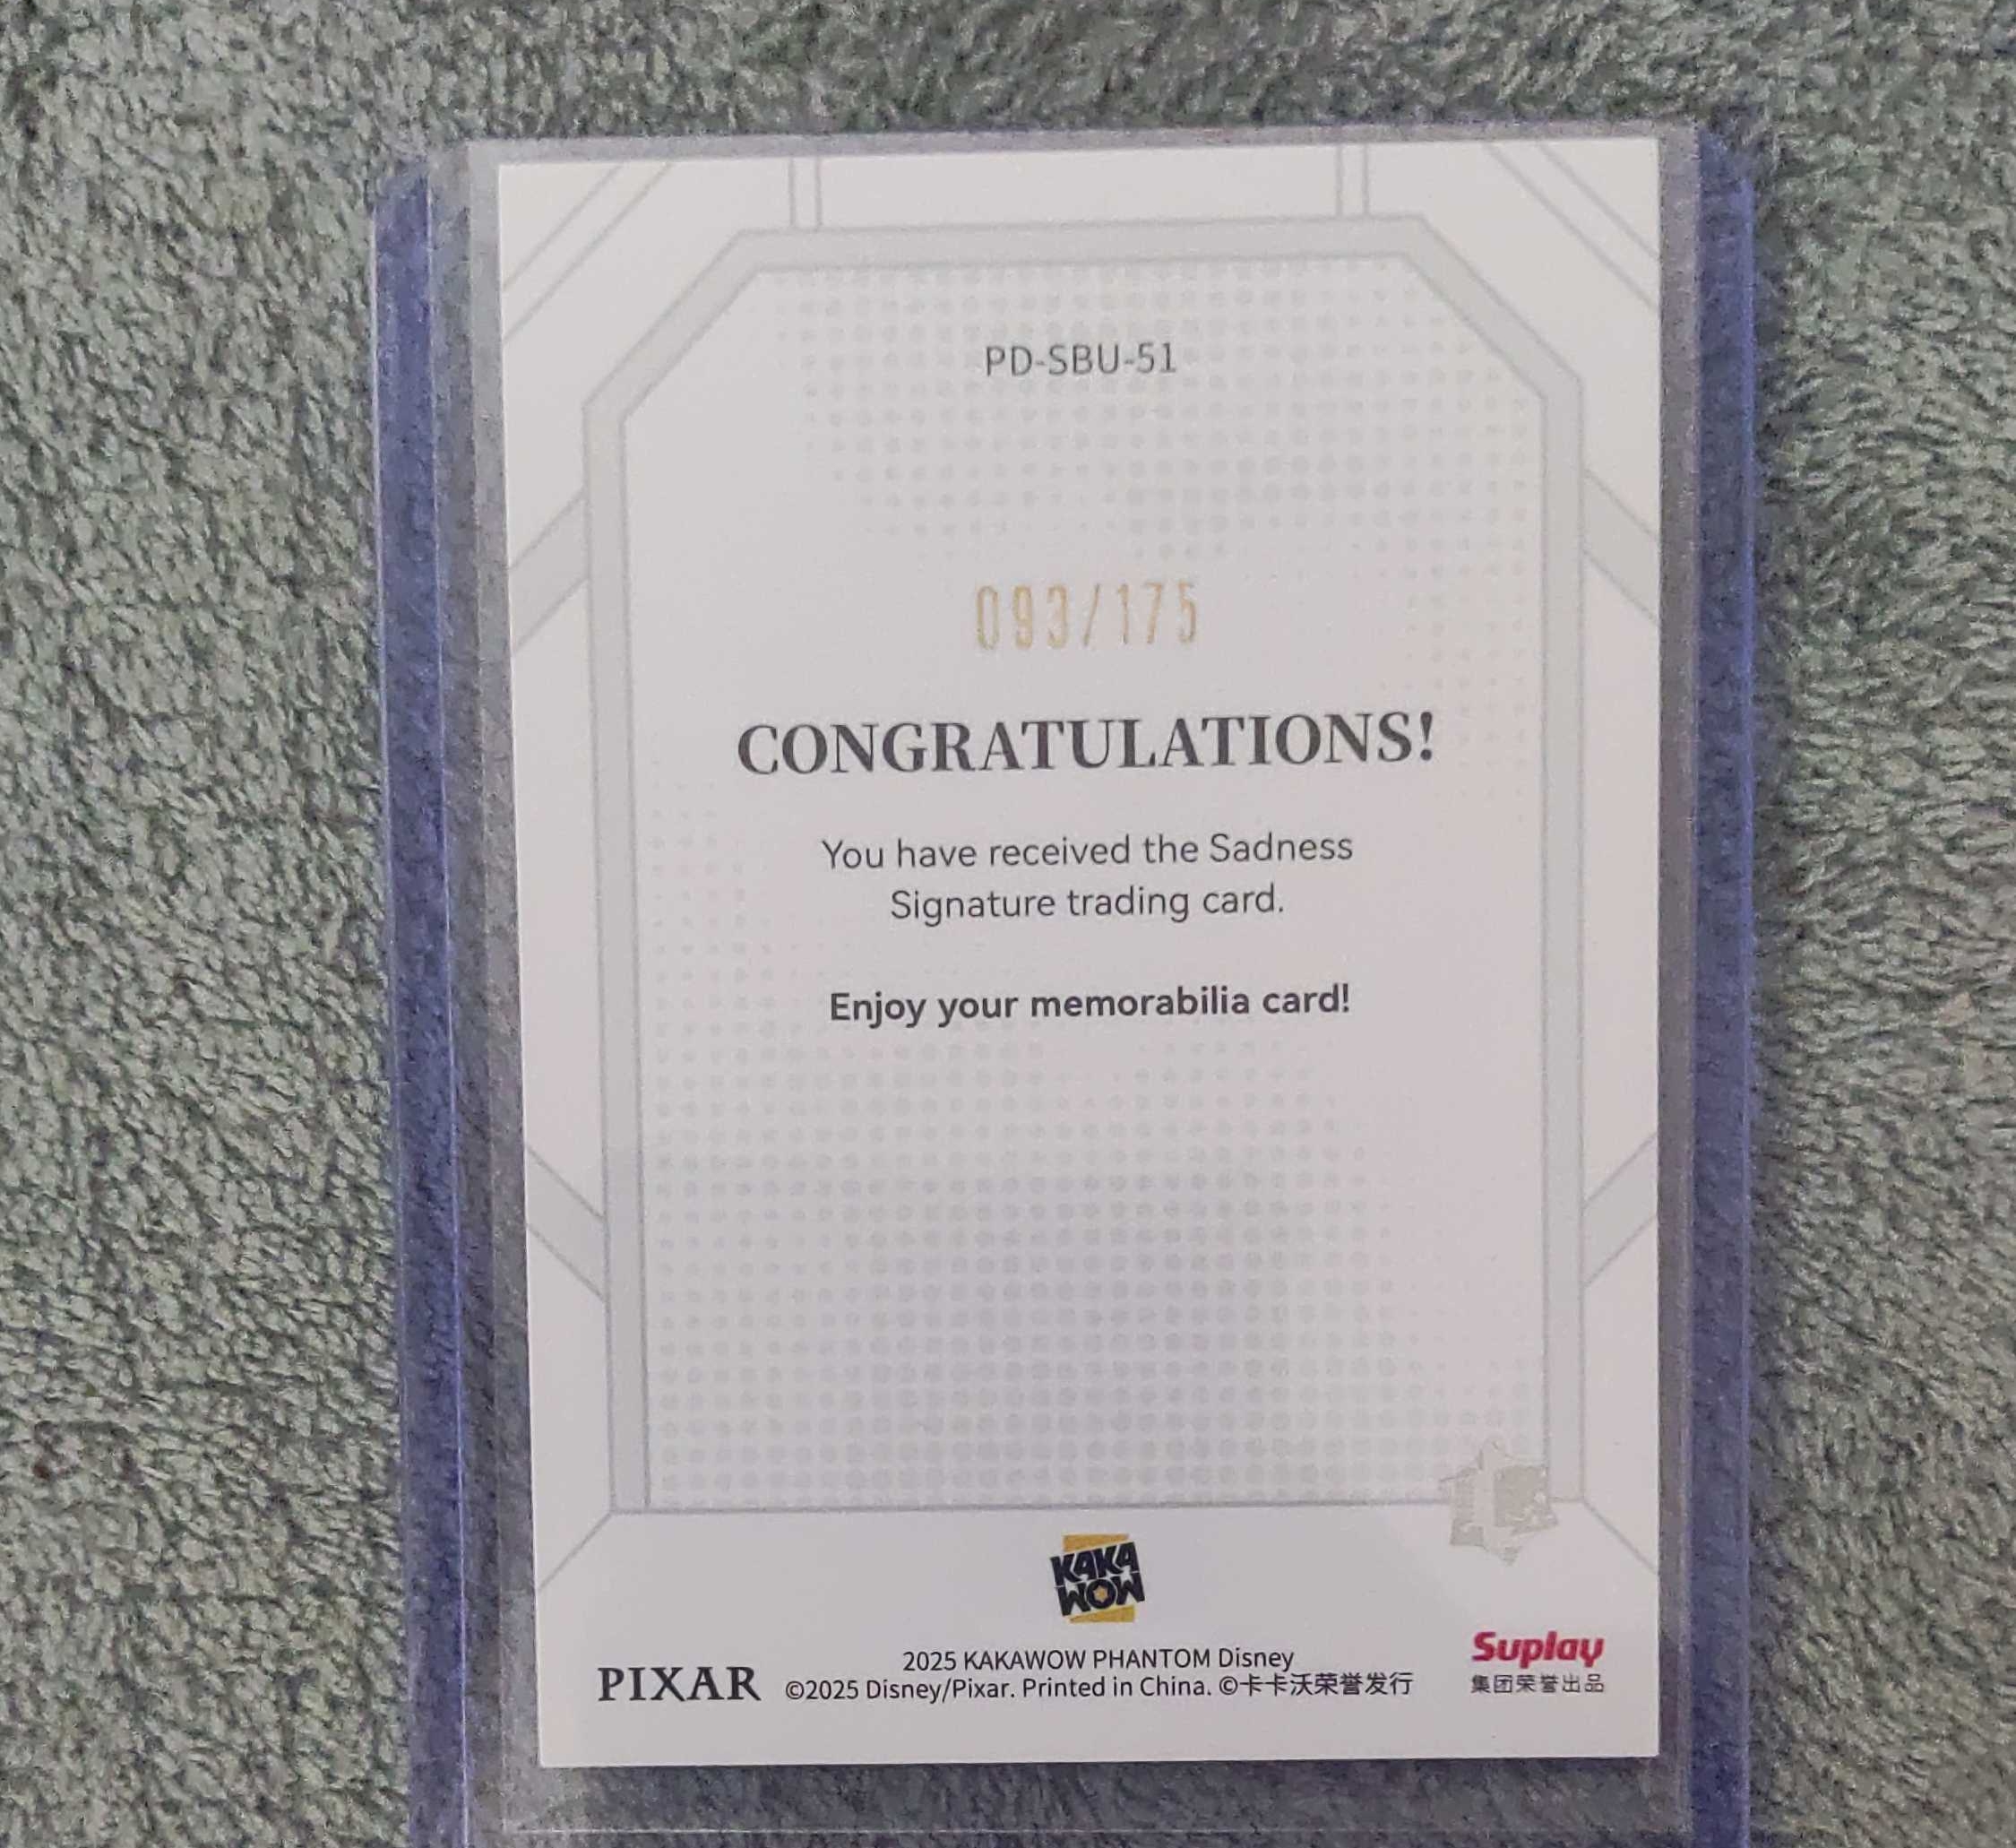 PD-SBU-51
093/175
CONGRATULATIONS!
You have received the Sadness
Signature trading card.
Enjoy your memorabilia card!
KAKA
WOW
PIXAR
2025 KAKAWOW PHANTOM Disney
©2025 Disney/Pixar. Printed in China. ©卡卡沃荣誉发行
Suplay
集团荣誉出品